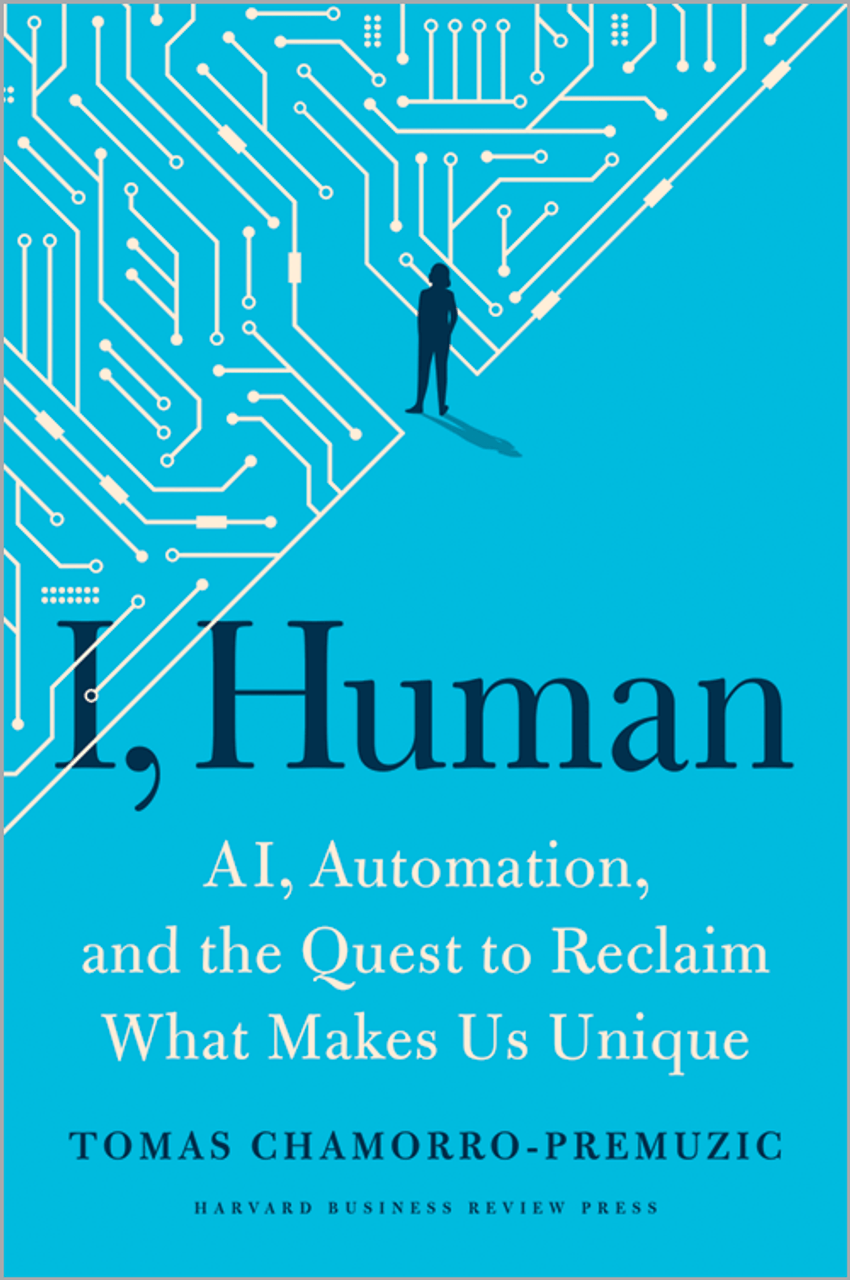 I, Human
AI, Automation,
and the Quest to Reclaim
What Makes Us Unique
TOMAS CHAMORRO-PREMUZIC
HARVARD BUSINESS REVIEW PRESS